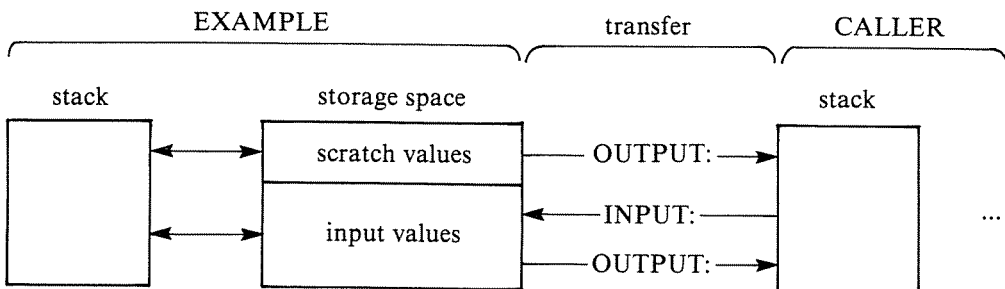 EXAMPLE transfer CALLER
stack storage space stack
scratch values OUTPUT:
INPUT: ...
input values
OUTPUT: